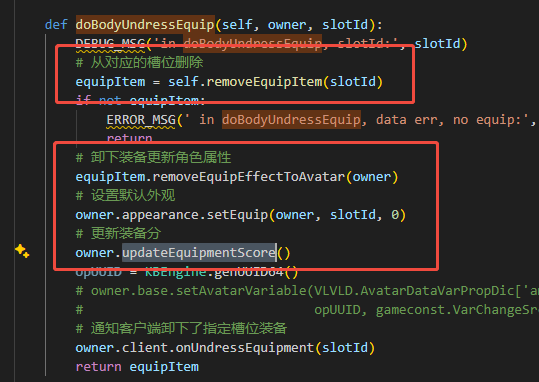 def doBodyUndressEquip(self, owner, slotId):
DEBUG_MSG('in doBodyUndressEquip, slotId:', slotId)
# 从对应的槽位删除
equipItem = self.removeEquipItem(slotId)
if not equipItem:
ERROR_MSG(' in doBodyUndressEquip, data err, no equip:',
return
# 卸下装备更新角色属性
equipItem.removeEquipEffectToAvatar(owner)
# 设置默认外观
owner.appearance.setEquip(owner, slotId, 0)
# 更新装备分
owner.updateEquipmentScore()
opUUID = KBEngine.genUUID64()
# owner.base.setAvatarVariable(VLVLD.AvatarDataVarPropDic['a
# opUUID, gameconst.VarChangeSr
# 通知客户端卸下了指定槽位装备
owner.client.onUndressEquipment(slotId)
return equipItem